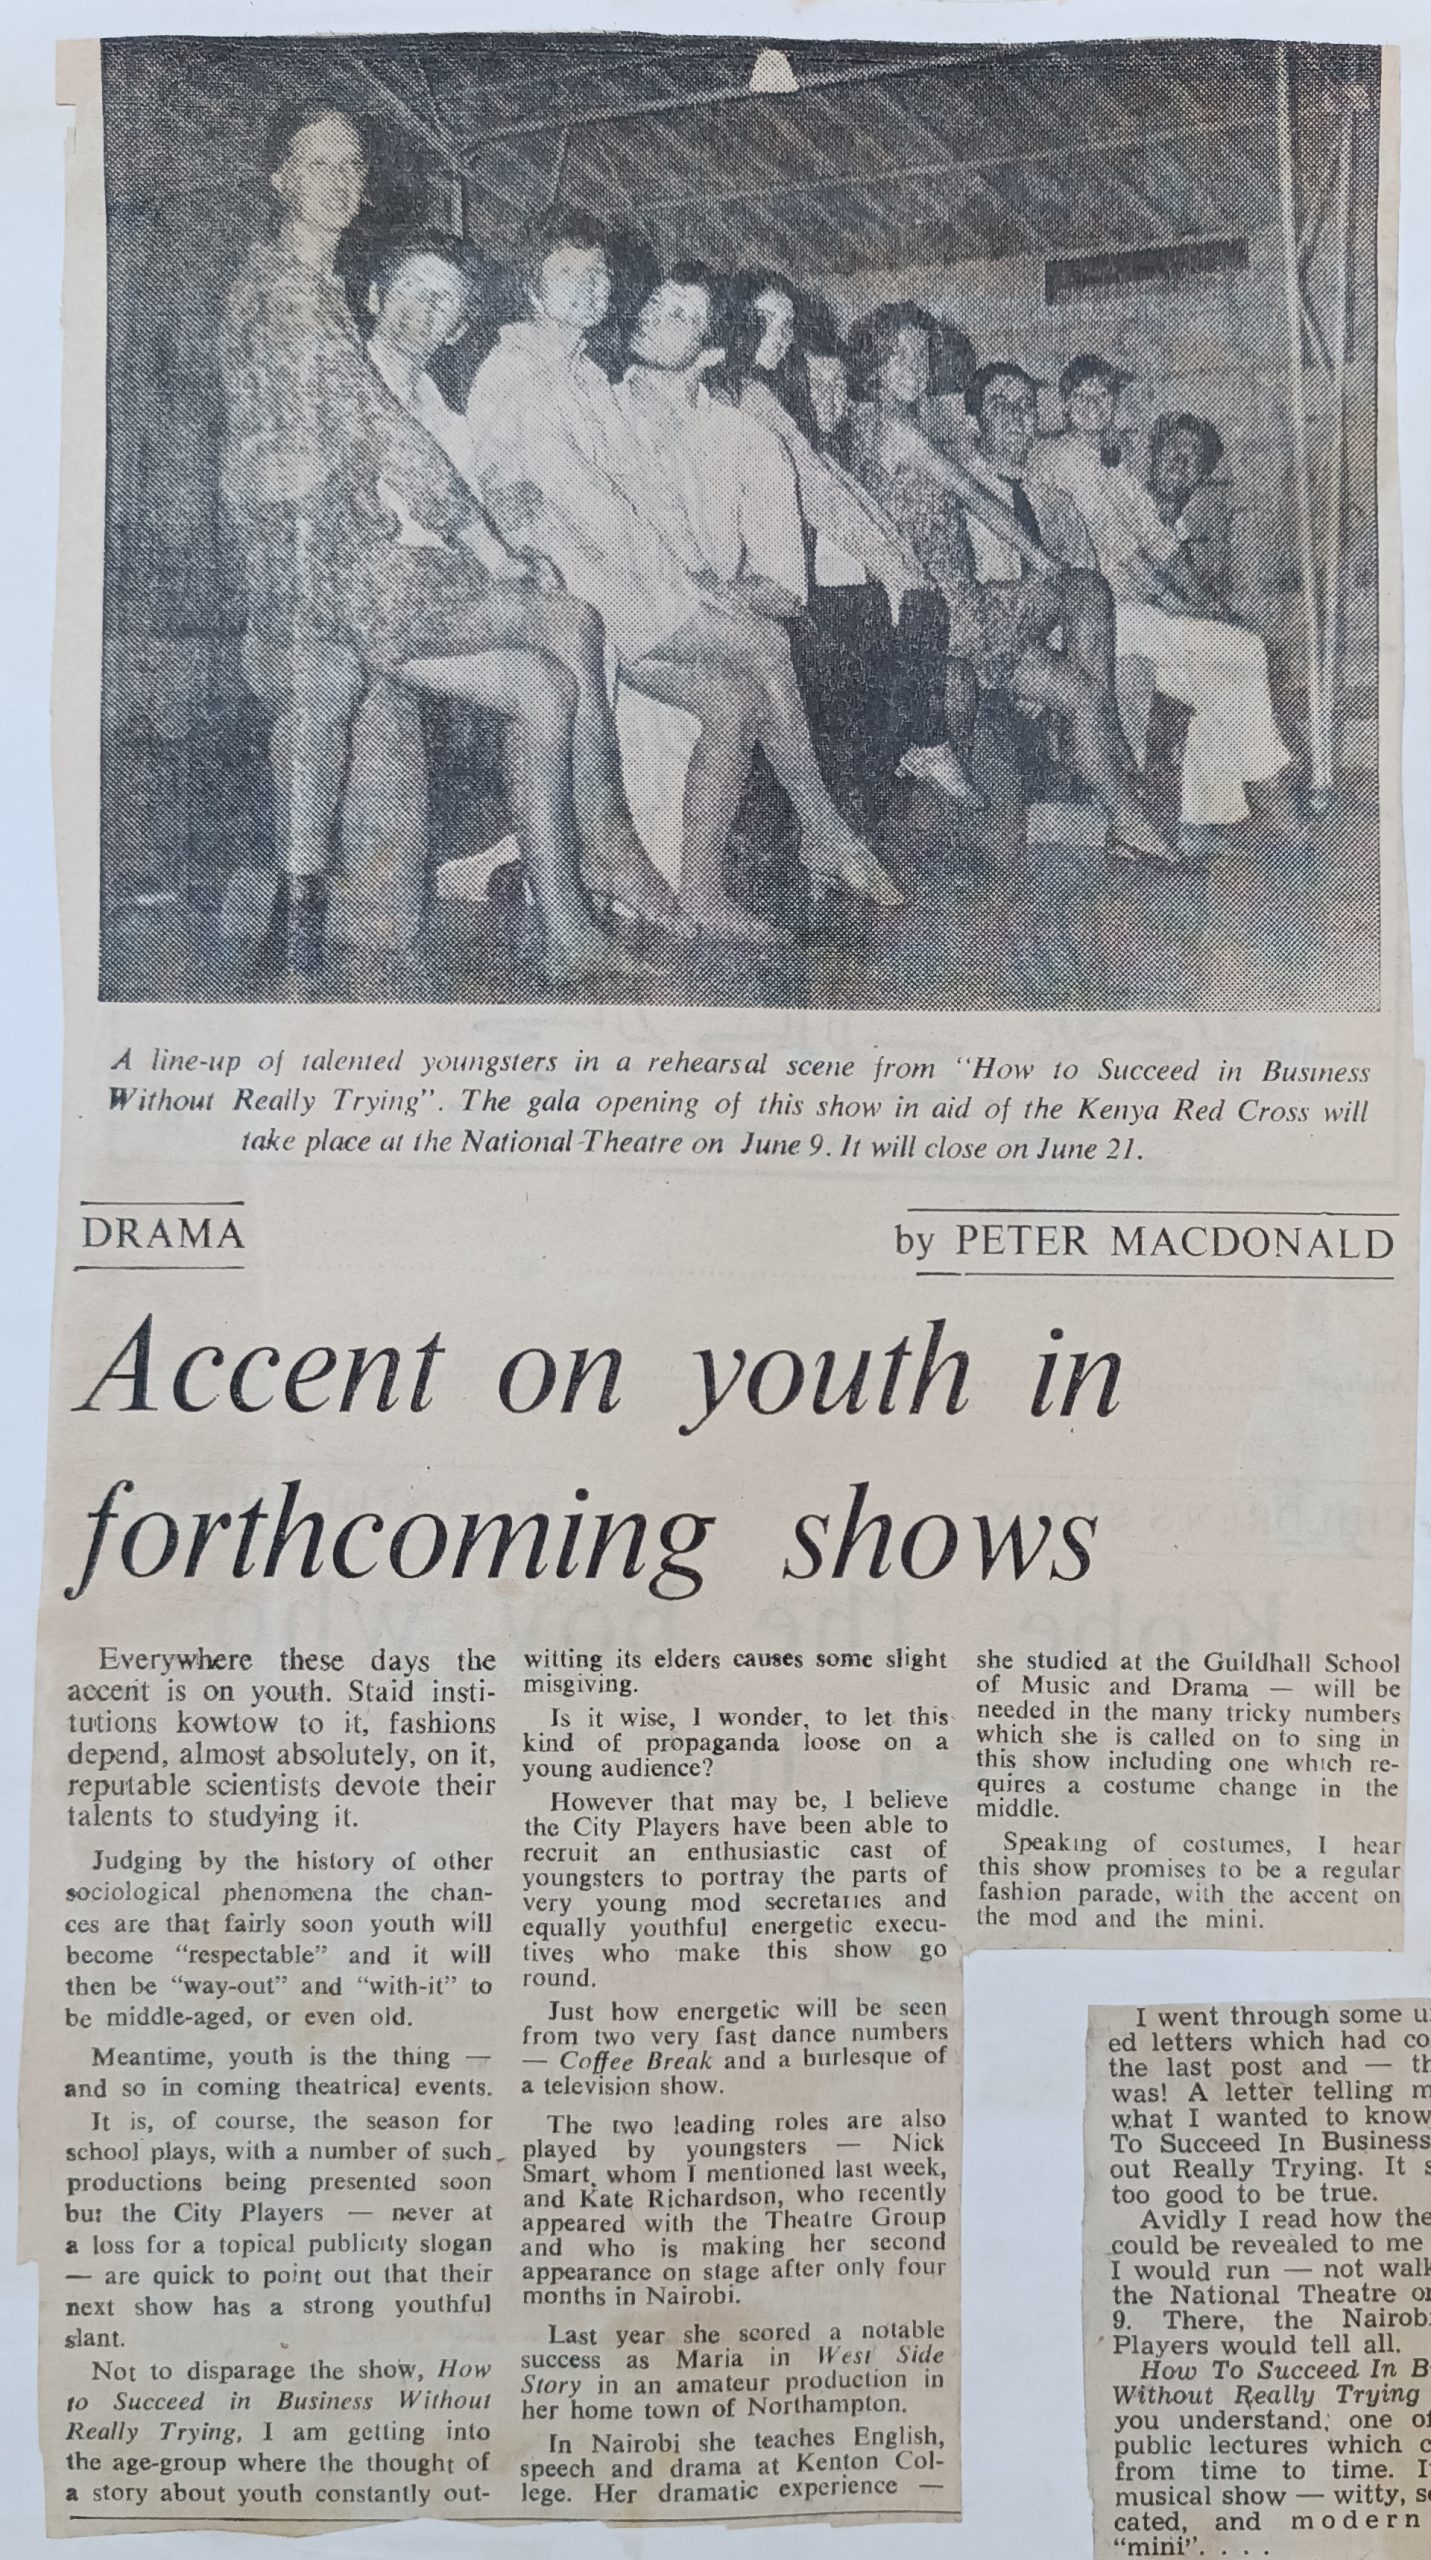 A line-up of talented youngsters in a rehearsal scene from "How to Succeed in Business
Without Really Trying". The gala opening of this show in aid of the Kenya Red Cross will
take place at the National Theatre on June 9. It will close on June 21.
DRAMA
by PETER MACDONALD
Accent on youth in
forthcoming shows
Everywhere these days the
accent is on youth. Staid insti-
tutions kowtow to it, fashions
depend, almost absolutely, on it,
reputable scientists devote their
talents to studying it.
Judging by the history of other
sociological phenomena the chan-
ces are that fairly soon youth will
become "respectable" and it will
then be "way-out" and "with-it" to
be middle-aged, or even old.
Meantime, youth is the thing —
and so in coming theatrical events.
It is, of course, the season for
school plays, with a number of such
productions being presented soon
but the City Players — never at
a loss for a topical publicity slogan
— are quick to point out that their
next show has a strong youthful
slant.
Not to disparage the show, How
to Succeed in Business Without
Really Trying, I am getting into
the age-group where the thought of
a story about youth constantly out-
witting its elders causes some slight
misgiving.
Is it wise, I wonder, to let this
kind of propaganda loose on a
young audience?
However that may be, I believe
the City Players have been able to
recruit an enthusiastic cast of
youngsters to portray the parts of
very young mod secretaries and
equally youthful energetic execu-
tives who make this show go
round.
Just how energetic will be seen
from two very fast dance numbers
— Coffee Break and a burlesque of
a television show.
The two leading roles are also
played by youngsters — Nick
Smart, whom I mentioned last week,
and Kate Richardson, who recently
appeared with the Theatre Group
and who is making her second
appearance on stage after only four
months in Nairobi.
Last year she scored a notable
success as Maria in West Side
Story in an amateur production in
her home town of Northampton.
In Nairobi she teaches English,
speech and drama at Kenton Col-
lege. Her dramatic experience —
she studied at the Guildhall School
of Music and Drama — will be
needed in the many tricky numbers
which she is called on to sing in
this show including one which re-
quires a costume change in the
middle.
Speaking of costumes, I hear
this show promises to be a regular
fashion parade, with the accent on
the mod and the mini.
I went through some u
ed letters which had co
the last post and — th
was! A letter telling m
what I wanted to know
To Succeed In Business
out Really Trying. It s
too good to be true.
Avidly I read how the
could be revealed to me
I would run — not walk
the National Theatre on
9. There, the Nairobi
Players would tell all.
How To Succeed In B
Without Really Trying
you understand, one of
public lectures which c
from time to time. I
musical show — witty, so
cated, and modern
"mini". . . .